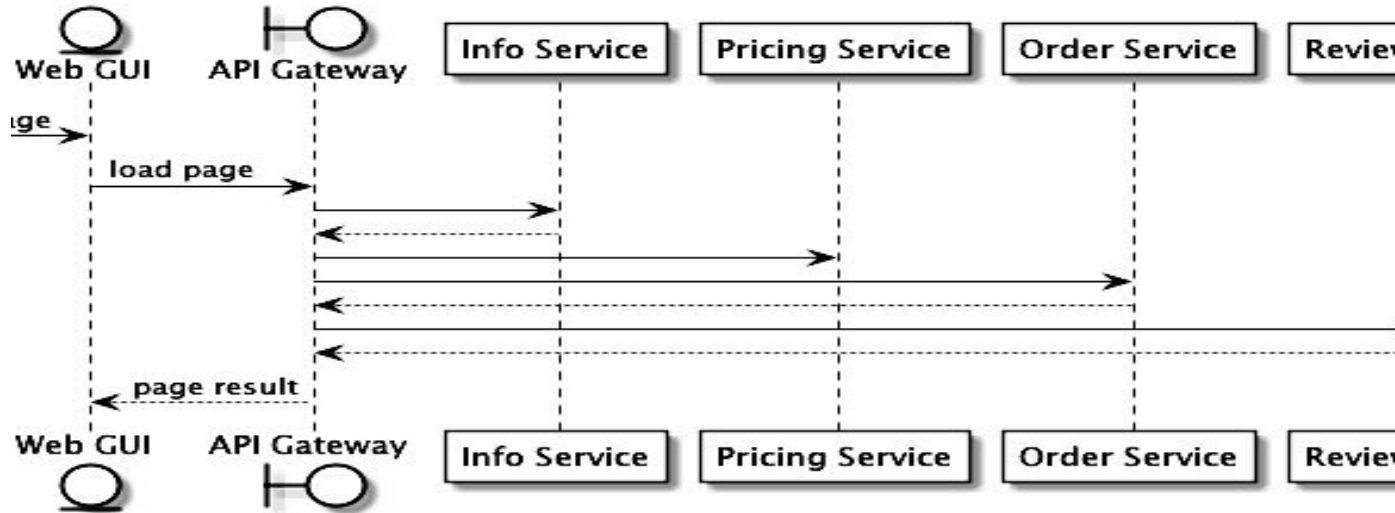 Web GUI
API Gateway
Info Service
Pricing Service
Order Service
load page
page result
Web GUI
API Gateway
Info Service
Pricing Service
Order Service